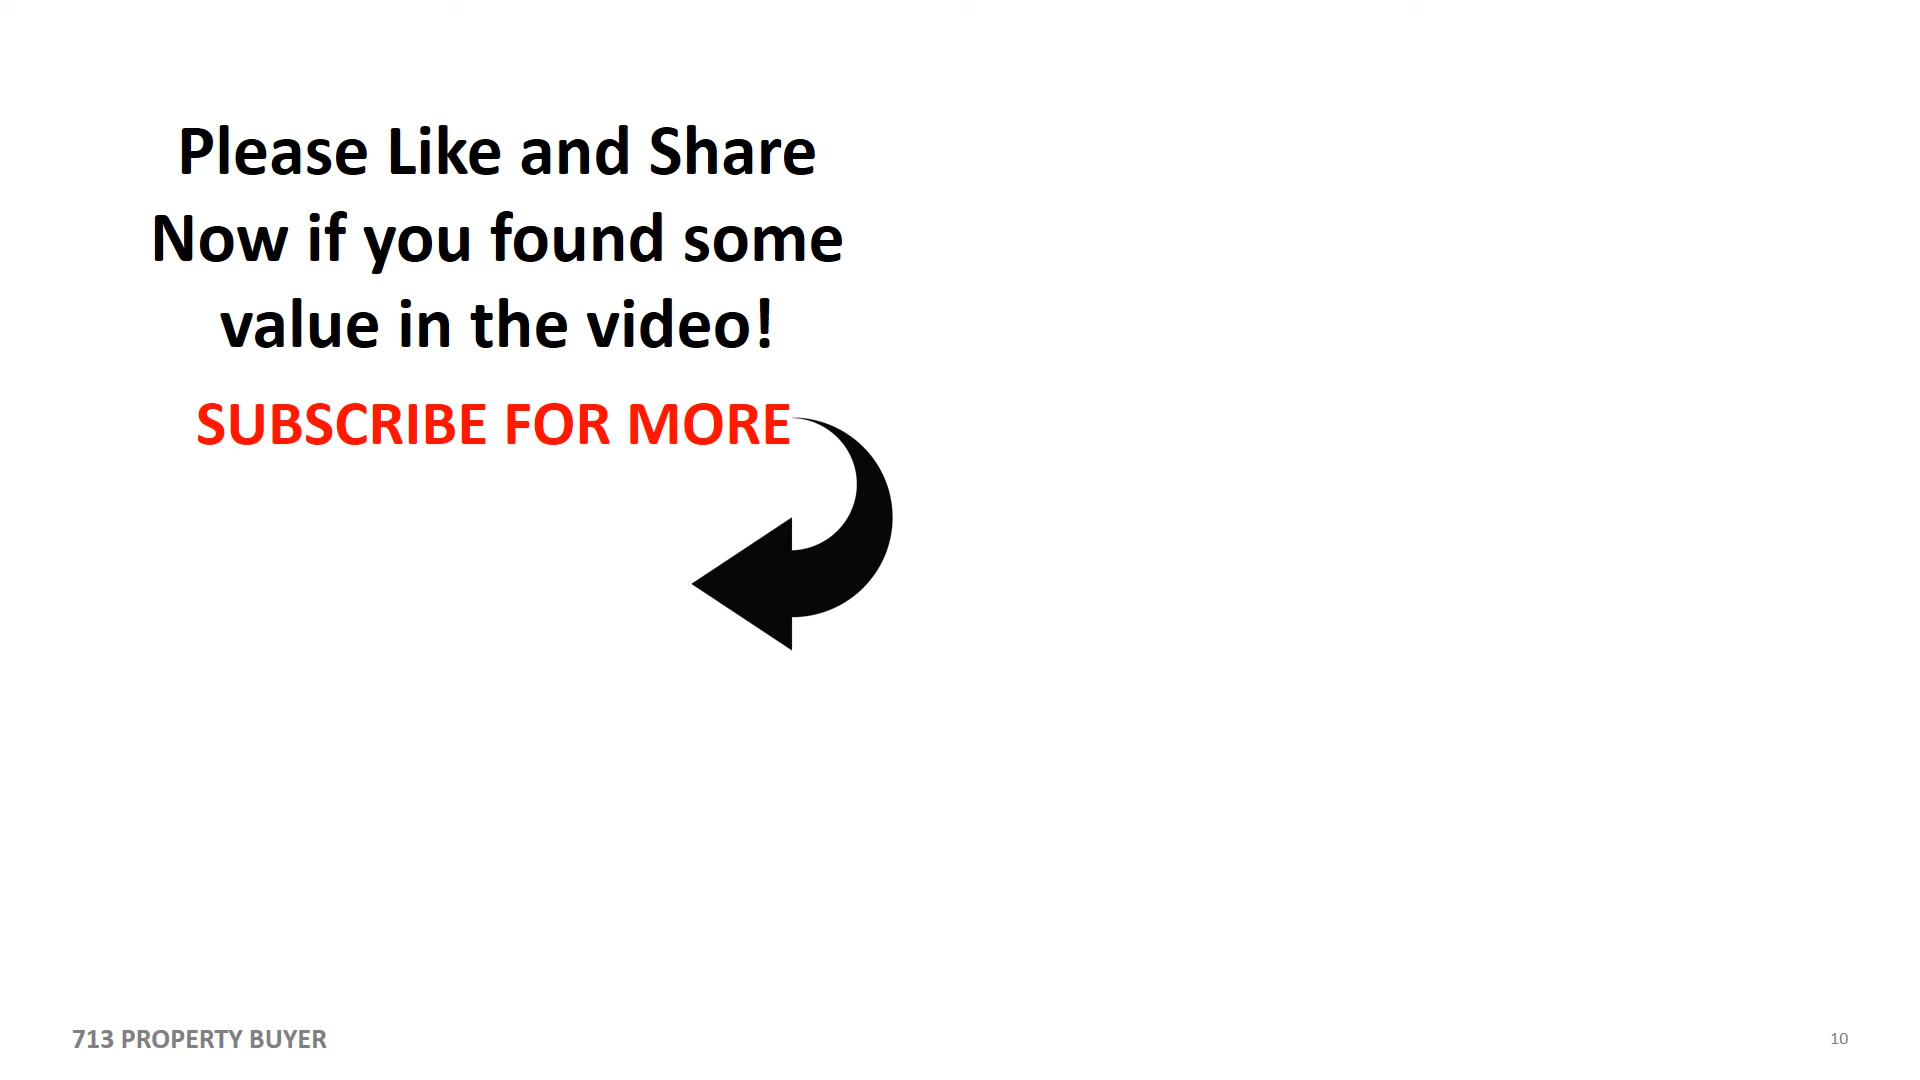 Please Like and Share
Now if you found some
value in the video!
SUBSCRIBE FOR MORE
713 PROPERTY BUYER
10